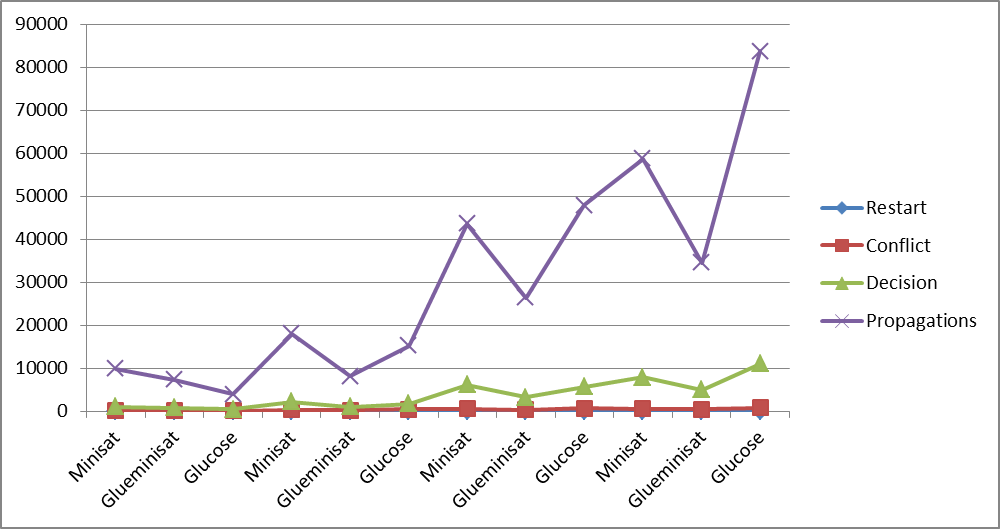 90000
80000
70000
60000
50000
40000
30000
20000
10000
0
Minisat
Glueminisat
Glucose
Minisat
Glueminisat
Glucose
Minisat
Glueminisat
Glucose
Minisat
Glueminisat
Glucose
Restart
Conflict
Decision
Propagations